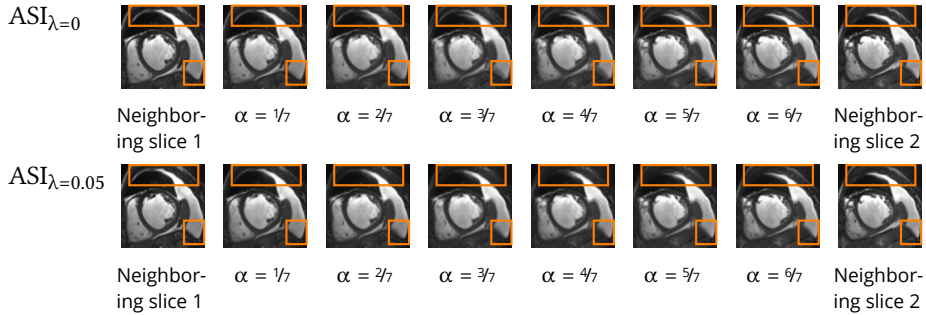 ASIλ=0
Neighbor-
ing slice 1
α = 1/7
α = 2/7
α = 3/7
α = 4/7
α = 5/7
α = 6/7
Neighbor-
ing slice 2
ASIλ=0.05
Neighbor-
ing slice 1
α = 1/7
α = 2/7
α = 3/7
α = 4/7
α = 5/7
α = 6/7
Neighbor-
ing slice 2